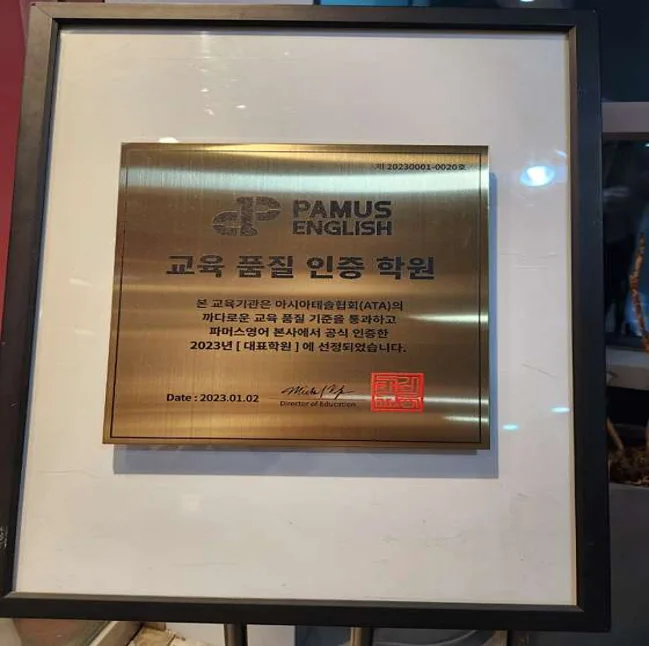 제 20230001-0020호
PAMUS
ENGLISH
교육 품질 인증 학원
본 교육기관은 아시아테솔협회(ATA)의
까다로운 교육 품질 기준을 통과하고
파머스영어 본사에서 공식 인증한
2023년 [ 대표학원 ] 에 선정되었습니다.
Date : 2023.01.02
Director of Education